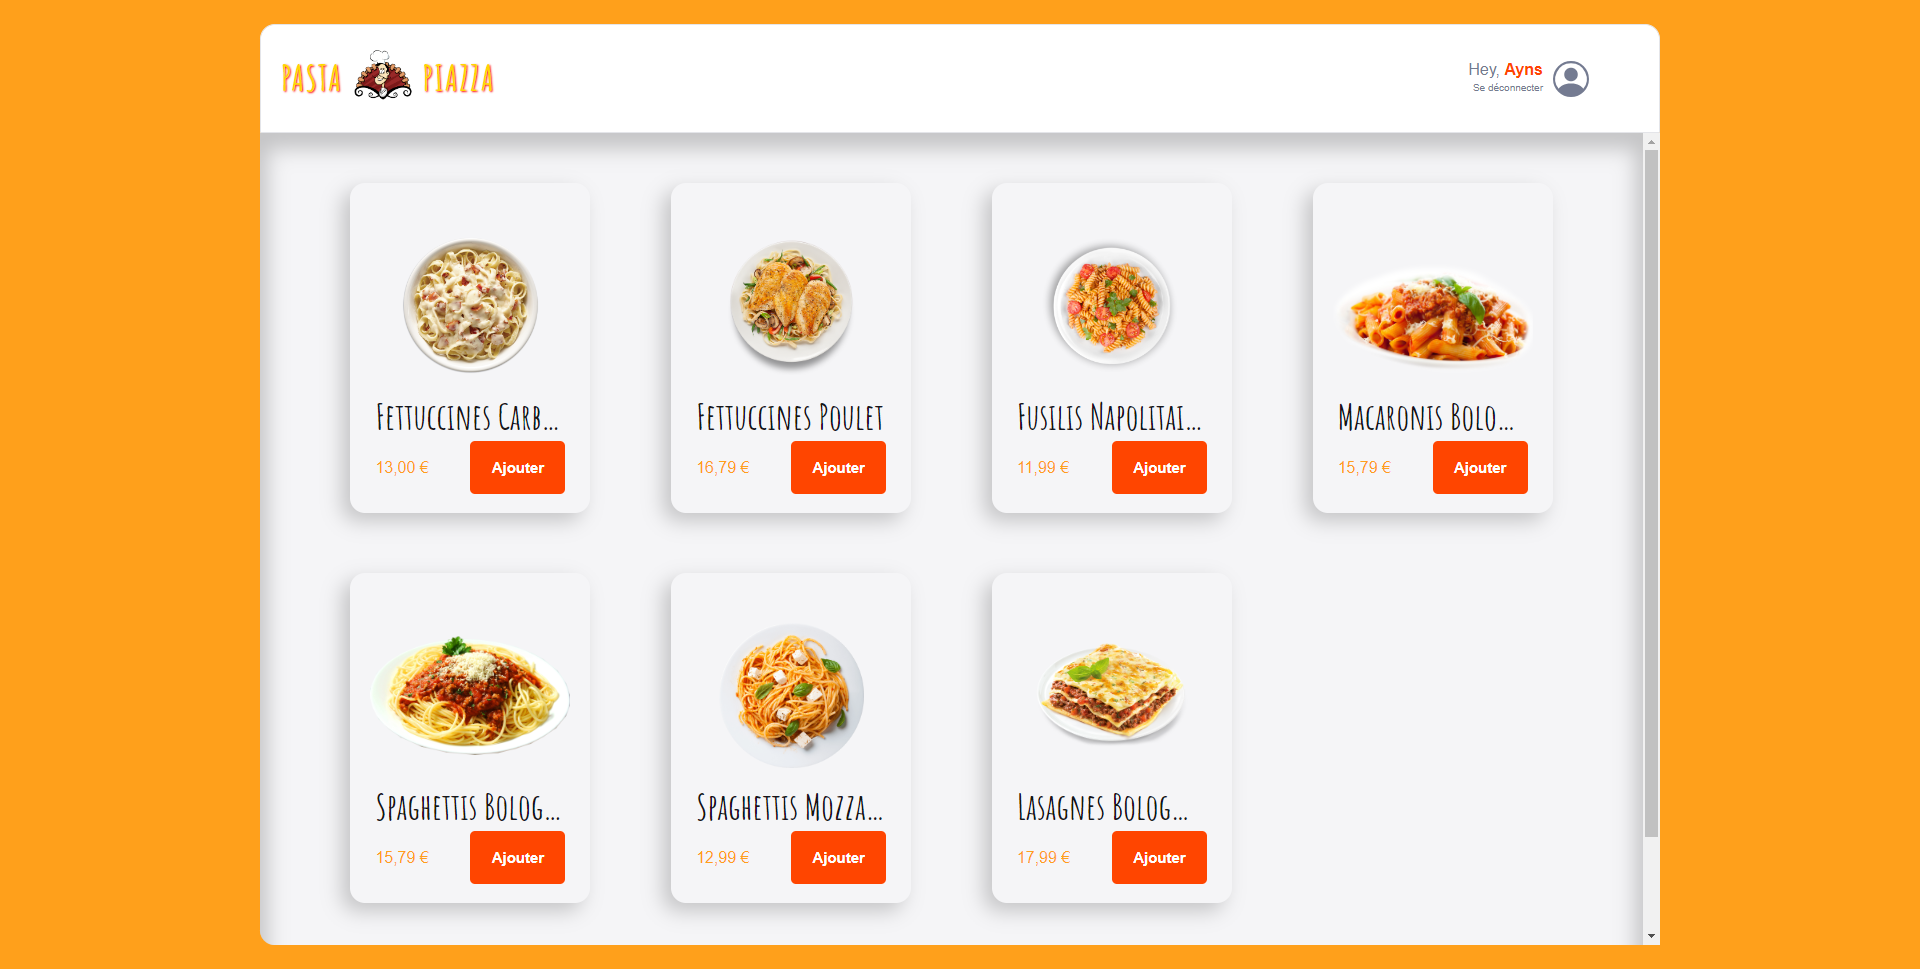 PASTA PIAZZA
Hey, Ayns
Se déconnecter
Fettuccines Carb...
13,00 €
Ajouter
Fettuccines Poulet
16,79 €
Ajouter
Fusilis Napolitai...
11,99 €
Ajouter
Macaronis Bolo...
15,79 €
Ajouter
Spaghettis Bolog...
15,79 €
Ajouter
Spaghettis Mozza...
12,99 €
Ajouter
Lasagnes Bolog...
17,99 €
Ajouter